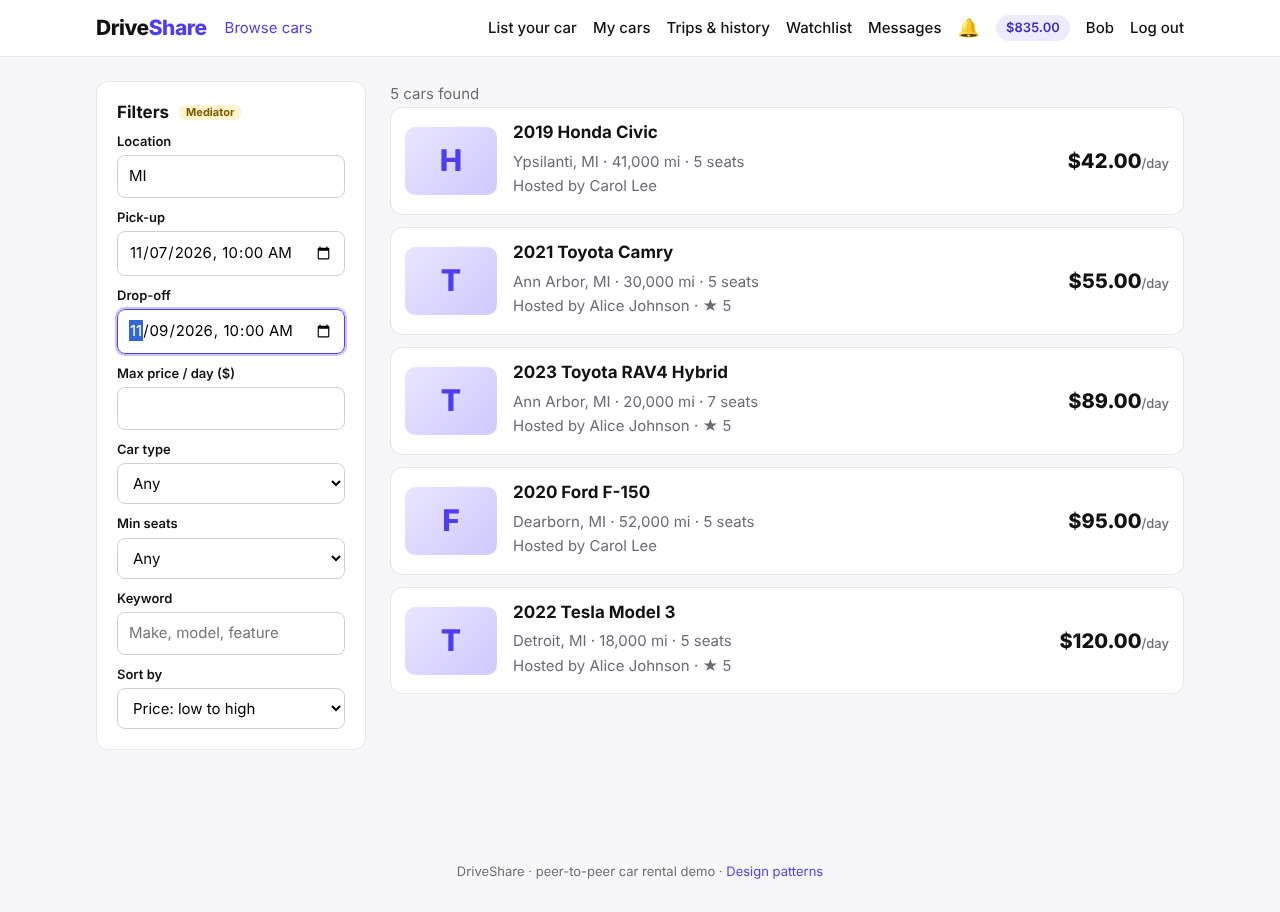 DriveShare Browse cars List your car My cars Trips & history Watchlist Messages 🔔 $835.00 Bob Log out
Filters Mediator
Location
MI
Pick-up
11/07/2026, 10:00 AM
Drop-off
11/09/2026, 10:00 AM
Max price / day ($)
Car type
Any
Min seats
Any
Keyword
Make, model, feature
Sort by
Price: low to high
5 cars found
H
2019 Honda Civic
Ypsilanti, MI · 41,000 mi · 5 seats
Hosted by Carol Lee
$42.00/day
T
2021 Toyota Camry
Ann Arbor, MI · 30,000 mi · 5 seats
Hosted by Alice Johnson · ★ 5
$55.00/day
T
2023 Toyota RAV4 Hybrid
Ann Arbor, MI · 20,000 mi · 7 seats
Hosted by Alice Johnson · ★ 5
$89.00/day
F
2020 Ford F-150
Dearborn, MI · 52,000 mi · 5 seats
Hosted by Carol Lee
$95.00/day
T
2022 Tesla Model 3
Detroit, MI · 18,000 mi · 5 seats
Hosted by Alice Johnson · ★ 5
$120.00/day
DriveShare · peer-to-peer car rental demo · Design patterns